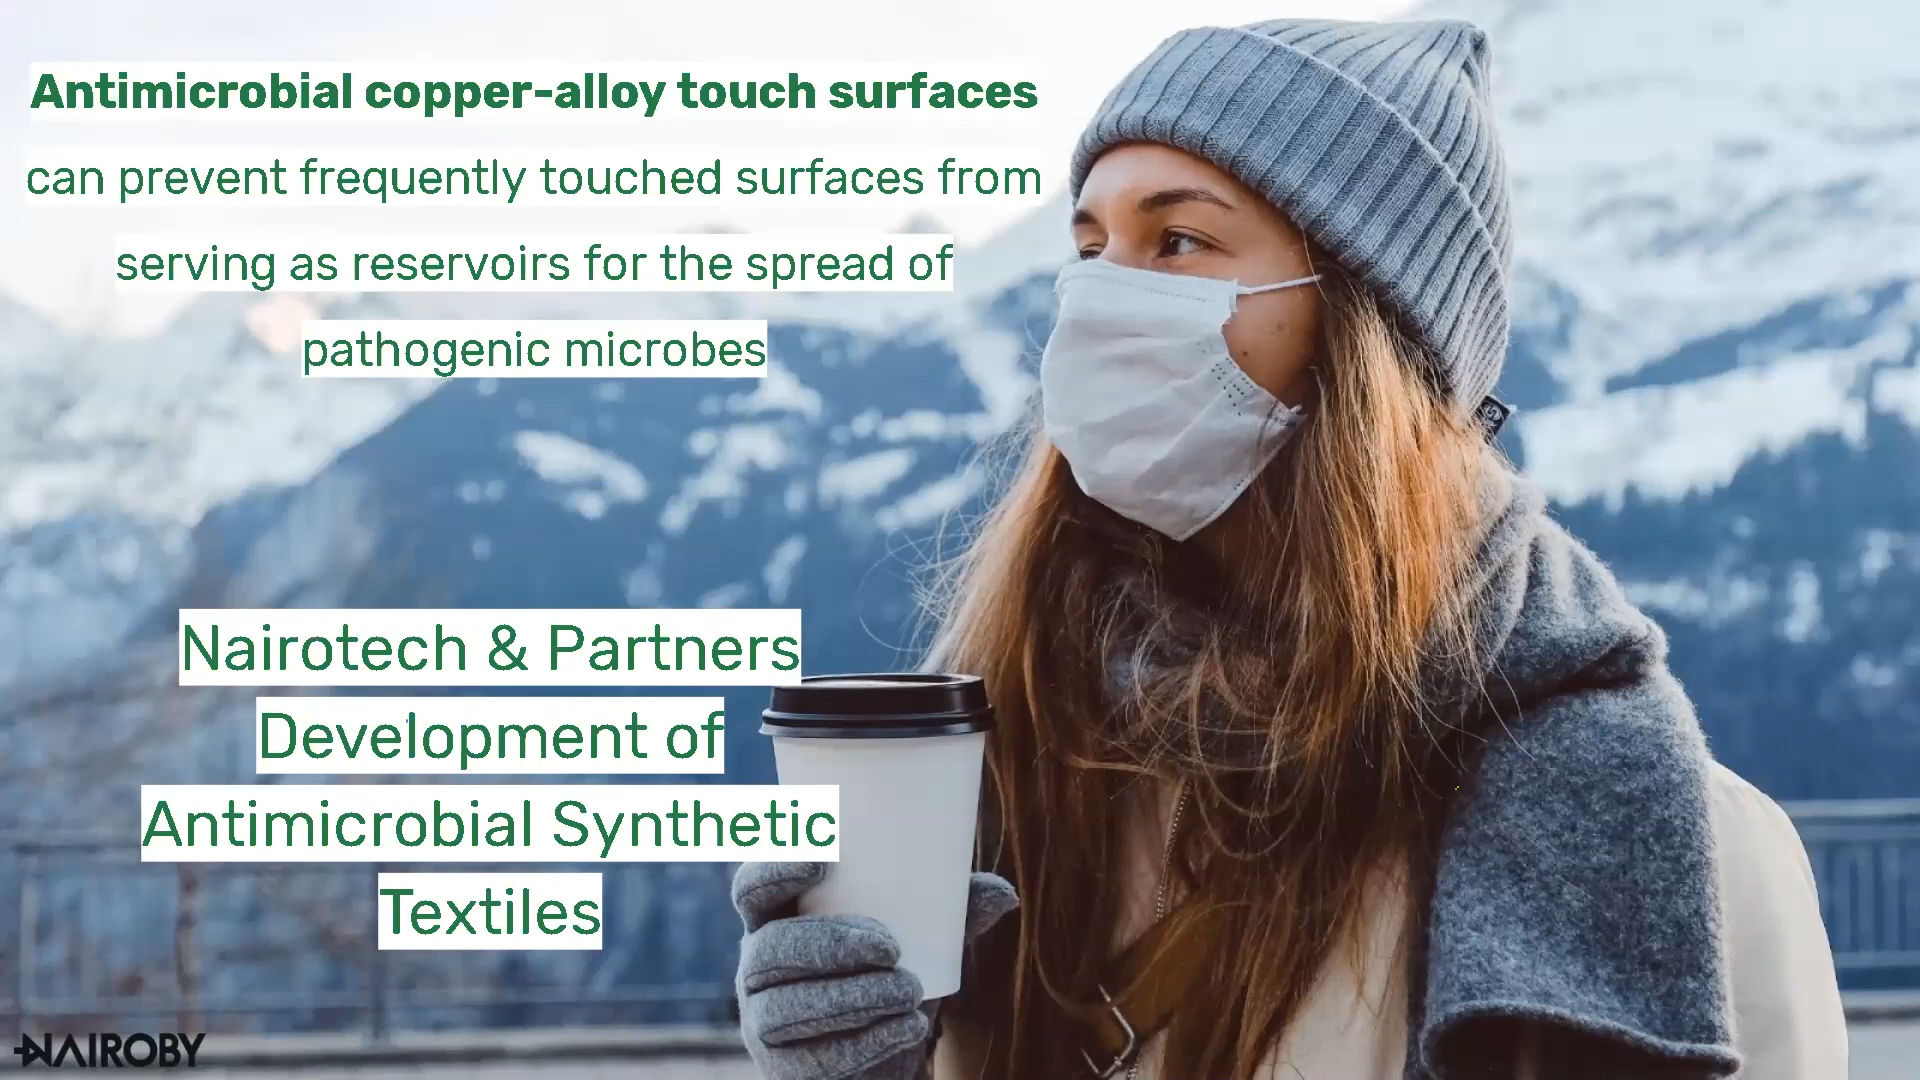 Antimicrobial copper-alloy touch surfaces
can prevent frequently touched surfaces from
serving as reservoirs for the spread of
pathogenic microbes
Nairotech & Partners
Development of
Antimicrobial Synthetic
Textiles
NAIROBY